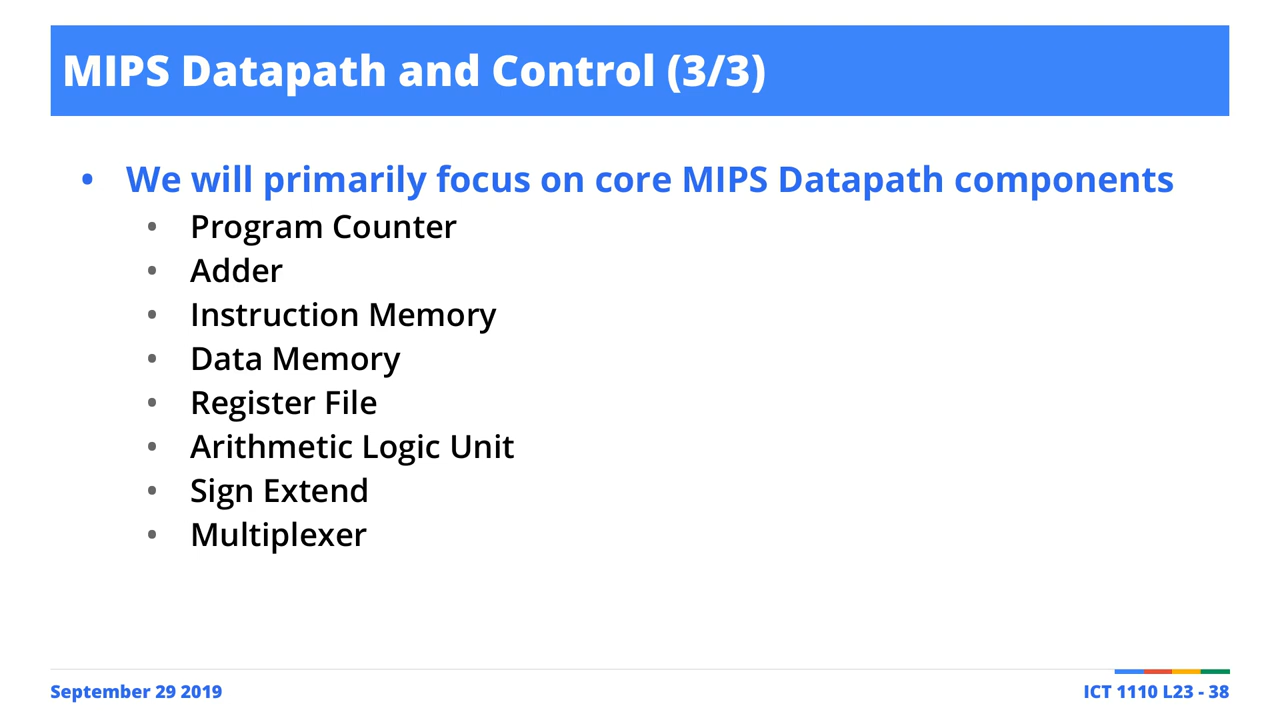 MIPS Datapath and Control (3/3)
• We will primarily focus on core MIPS Datapath components
• Program Counter
• Adder
• Instruction Memory
• Data Memory
• Register File
• Arithmetic Logic Unit
• Sign Extend
• Multiplexer
September 29 2019
ICT 1110 L23 - 38